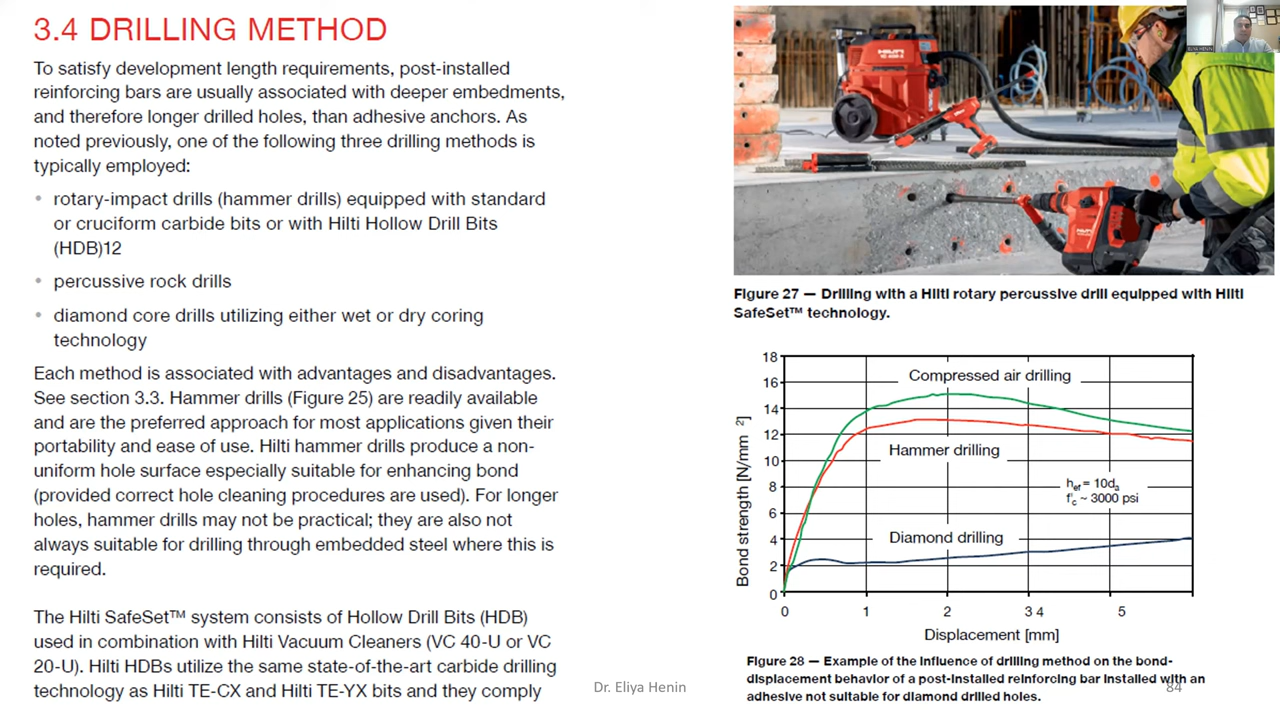 3.4 DRILLING METHOD
To satisfy development length requirements, post-installed
reinforcing bars are usually associated with deeper embedments,
and therefore longer drilled holes, than adhesive anchors. As
noted previously, one of the following three drilling methods is
typically employed:
• rotary-impact drills (hammer drills) equipped with standard
or cruciform carbide bits or with Hilti Hollow Drill Bits
(HDB)12
• percussive rock drills
• diamond core drills utilizing either wet or dry coring
technology
Each method is associated with advantages and disadvantages.
See section 3.3. Hammer drills (Figure 25) are readily available
and are the preferred approach for most applications given their
portability and ease of use. Hilti hammer drills produce a non-
uniform hole surface especially suitable for enhancing bond
(provided correct hole cleaning procedures are used). For longer
holes, hammer drills may not be practical; they are also not
always suitable for drilling through embedded steel where this is
required.
The Hilti SafeSet™ system consists of Hollow Drill Bits (HDB)
used in combination with Hilti Vacuum Cleaners (VC 40-U or VC
20-U). Hilti HDBs utilize the same state-of-the-art carbide drilling
technology as Hilti TE-CX and Hilti TE-YX bits and they comply
HILTI
HILTI
ELIYA HENIN
Figure 27 — Drilling with a Hilti rotary percussive drill equipped with Hilti
SafeSet™ technology.
18
16
14
12
10
8
6
4
2
0
Bond strength [N/mm 2]
Compressed air drilling
Hammer drilling
hef = 10da
f'c ~ 3000 psi
Diamond drilling
0 1 2 3 4 5
Displacement [mm]
Figure 28 — Example of the influence of drilling method on the bond-
displacement behavior of a post-installed reinforcing bar installed with an
adhesive not suitable for diamond drilled holes.
Dr. Eliya Henin
84